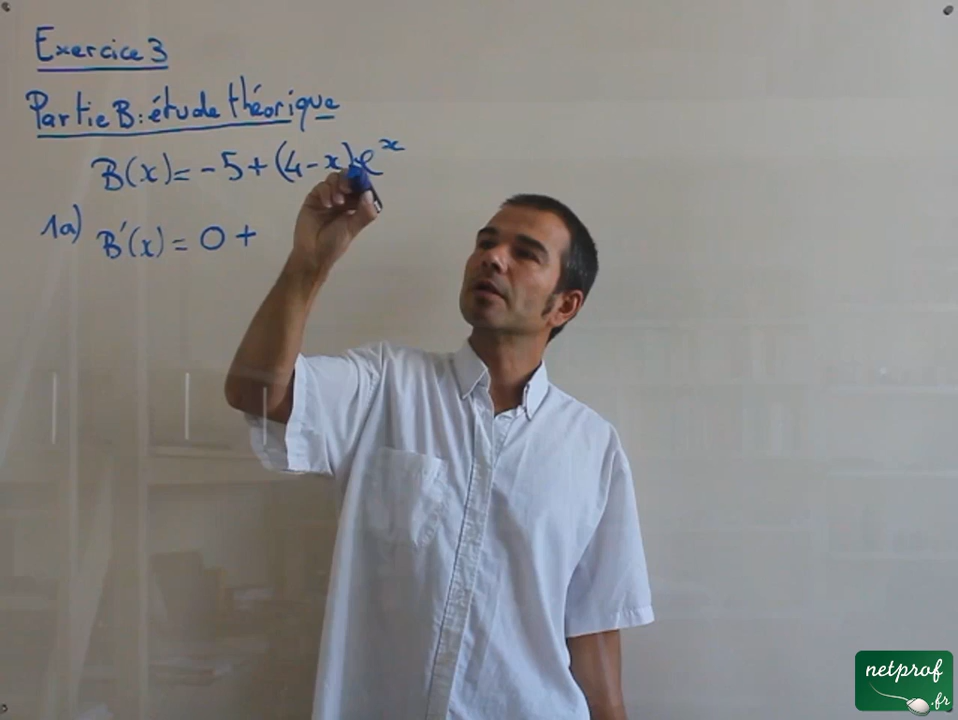 Exercice 3
Partie B : étude théorique
B(x) = -5 + (4-x)e^x
1a) B'(x) = 0 +
netprof
.fr